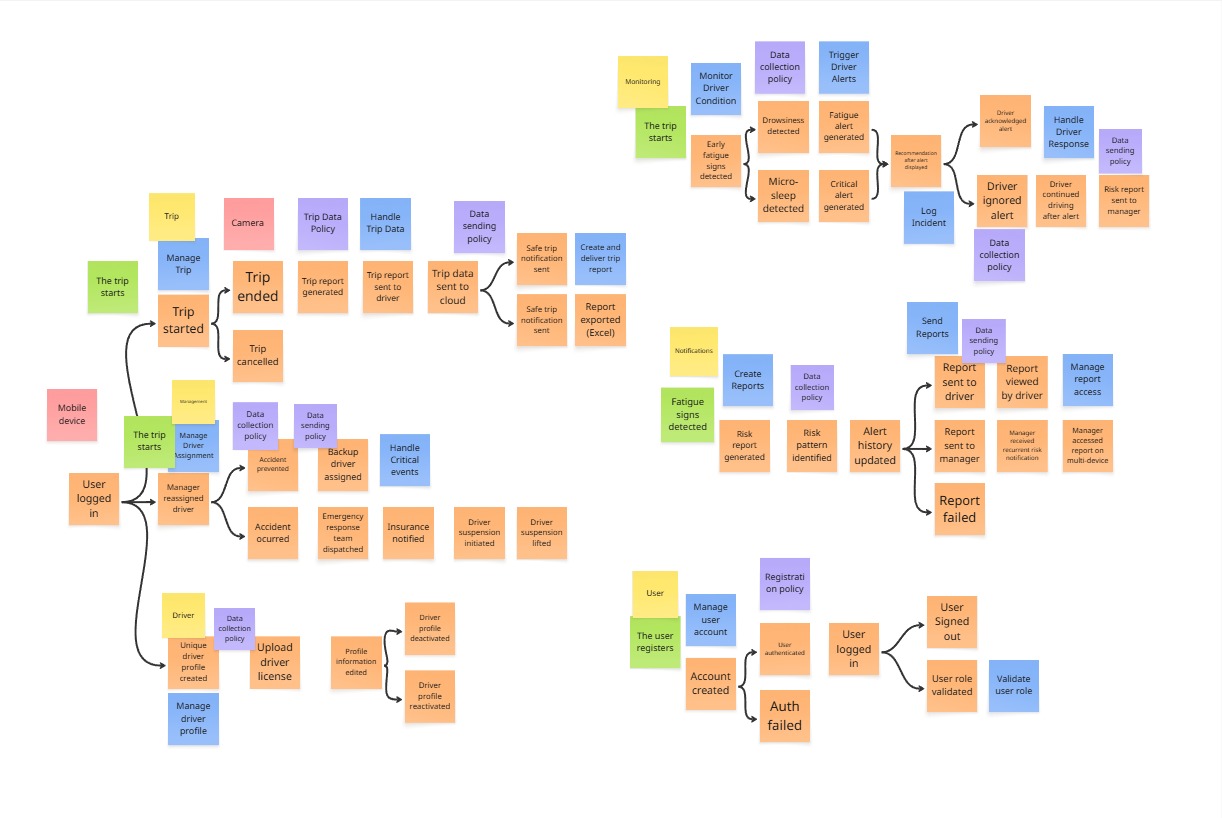 Trip
Camera
Trip Data
Policy
Handle
Trip Data
Data
sending
policy
Manage
Trip
The trip
starts
Trip
started
Trip
ended
Trip report
generated
Trip report
sent to
driver
Trip data
sent to
cloud
Safe trip
notification
sent
Create and
deliver trip
report
Safe trip
notification
sent
Report
exported
(Excel)
Trip
cancelled
Mobile
device
Management
The trip
starts
Manage
Driver
Assignment
Data
collection
policy
Data
sending
policy
Accident
prevented
Backup
driver
assigned
Handle
Critical
events
User
logged
in
Manager
reassigned
driver
Accident
ocurred
Emergency
response
team
dispatched
Insurance
notified
Driver
suspension
initiated
Driver
suspension
lifted
Driver
Data
collection
policy
Unique
driver
profile
created
Upload
driver
license
Profile
information
edited
Driver
profile
deactivated
Driver
profile
reactivated
Manage
driver
profile
Monitoring
Monitor
Driver
Condition
Data
collection
policy
Trigger
Driver
Alerts
The trip
starts
Early
fatigue
signs
detected
Drowsiness
detected
Fatigue
alert
generated
Micro-
sleep
detected
Critical
alert
generated
Recommendation
after alert
displayed
Log
Incident
Driver
acknowledged
alert
Handle
Driver
Response
Data
sending
policy
Driver
ignored
alert
Driver
continued
driving
after alert
Risk report
sent to
manager
Data
collection
policy
Notifications
Create
Reports
Data
collection
policy
Fatigue
signs
detected
Risk
report
generated
Risk
pattern
identified
Alert
history
updated
Send
Reports
Data
sending
policy
Report
sent to
driver
Report
viewed
by driver
Manage
report
access
Report
sent to
manager
Manager
received
recurrent risk
notification
Manager
accessed
report on
multi-device
Report
failed
User
Manage
user
account
Registrati
on policy
The user
registers
Account
created
User
authenticated
Auth
failed
User
logged
in
User
Signed
out
User role
validated
Validate
user role